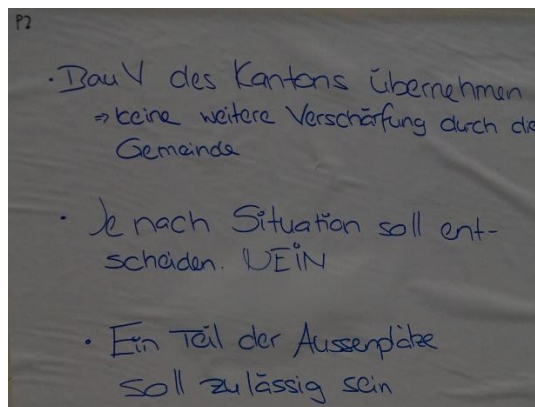 P2
· BauV des Kantons übernehmen
⇒ keine weitere Verschärfung durch die
Gemeinde
· Je nach Situation soll ent-
scheiden. NEIN
· Ein Teil der Aussenplätze
soll zulässig sein